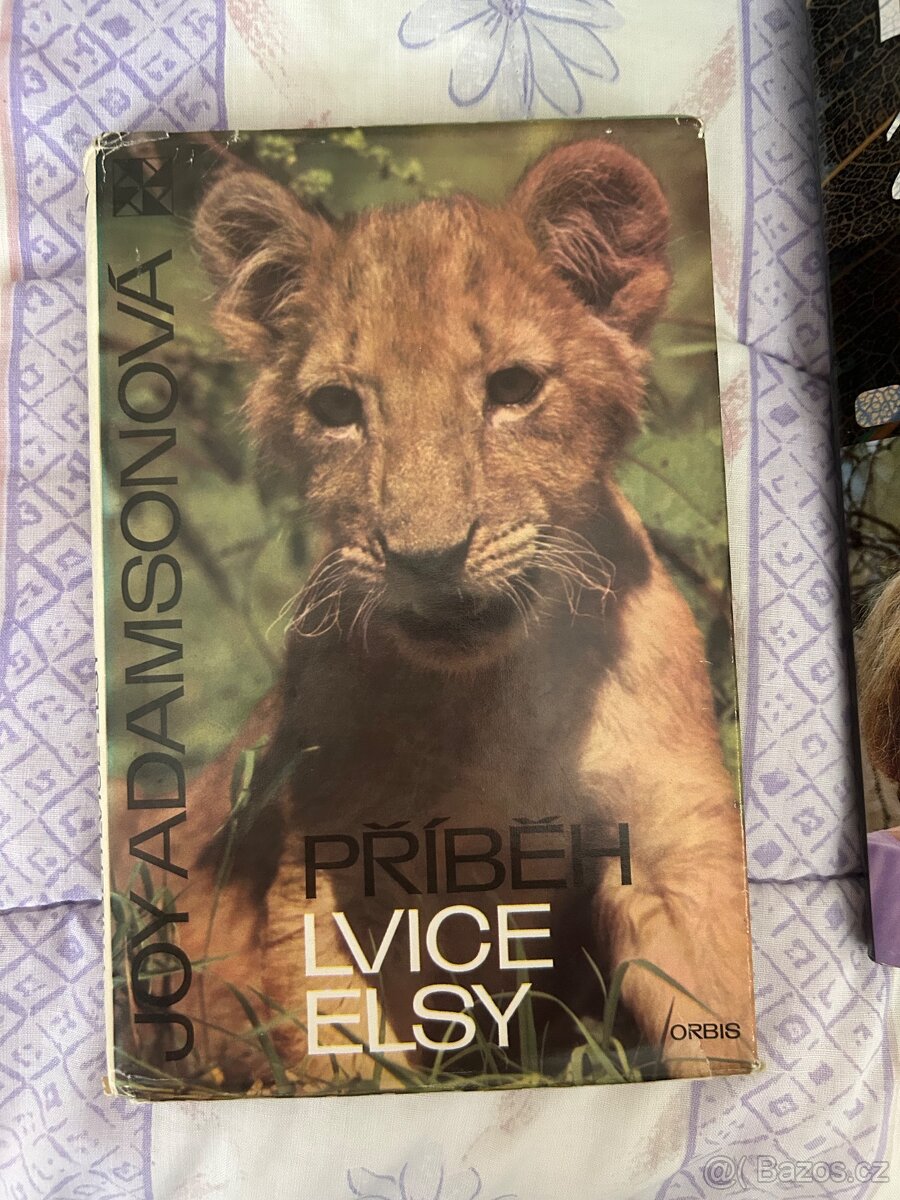 JOY ADAMSONOVÁ
PŘÍBĚH
LVICE
ELSY
ORBIS
@( Bazos.cz